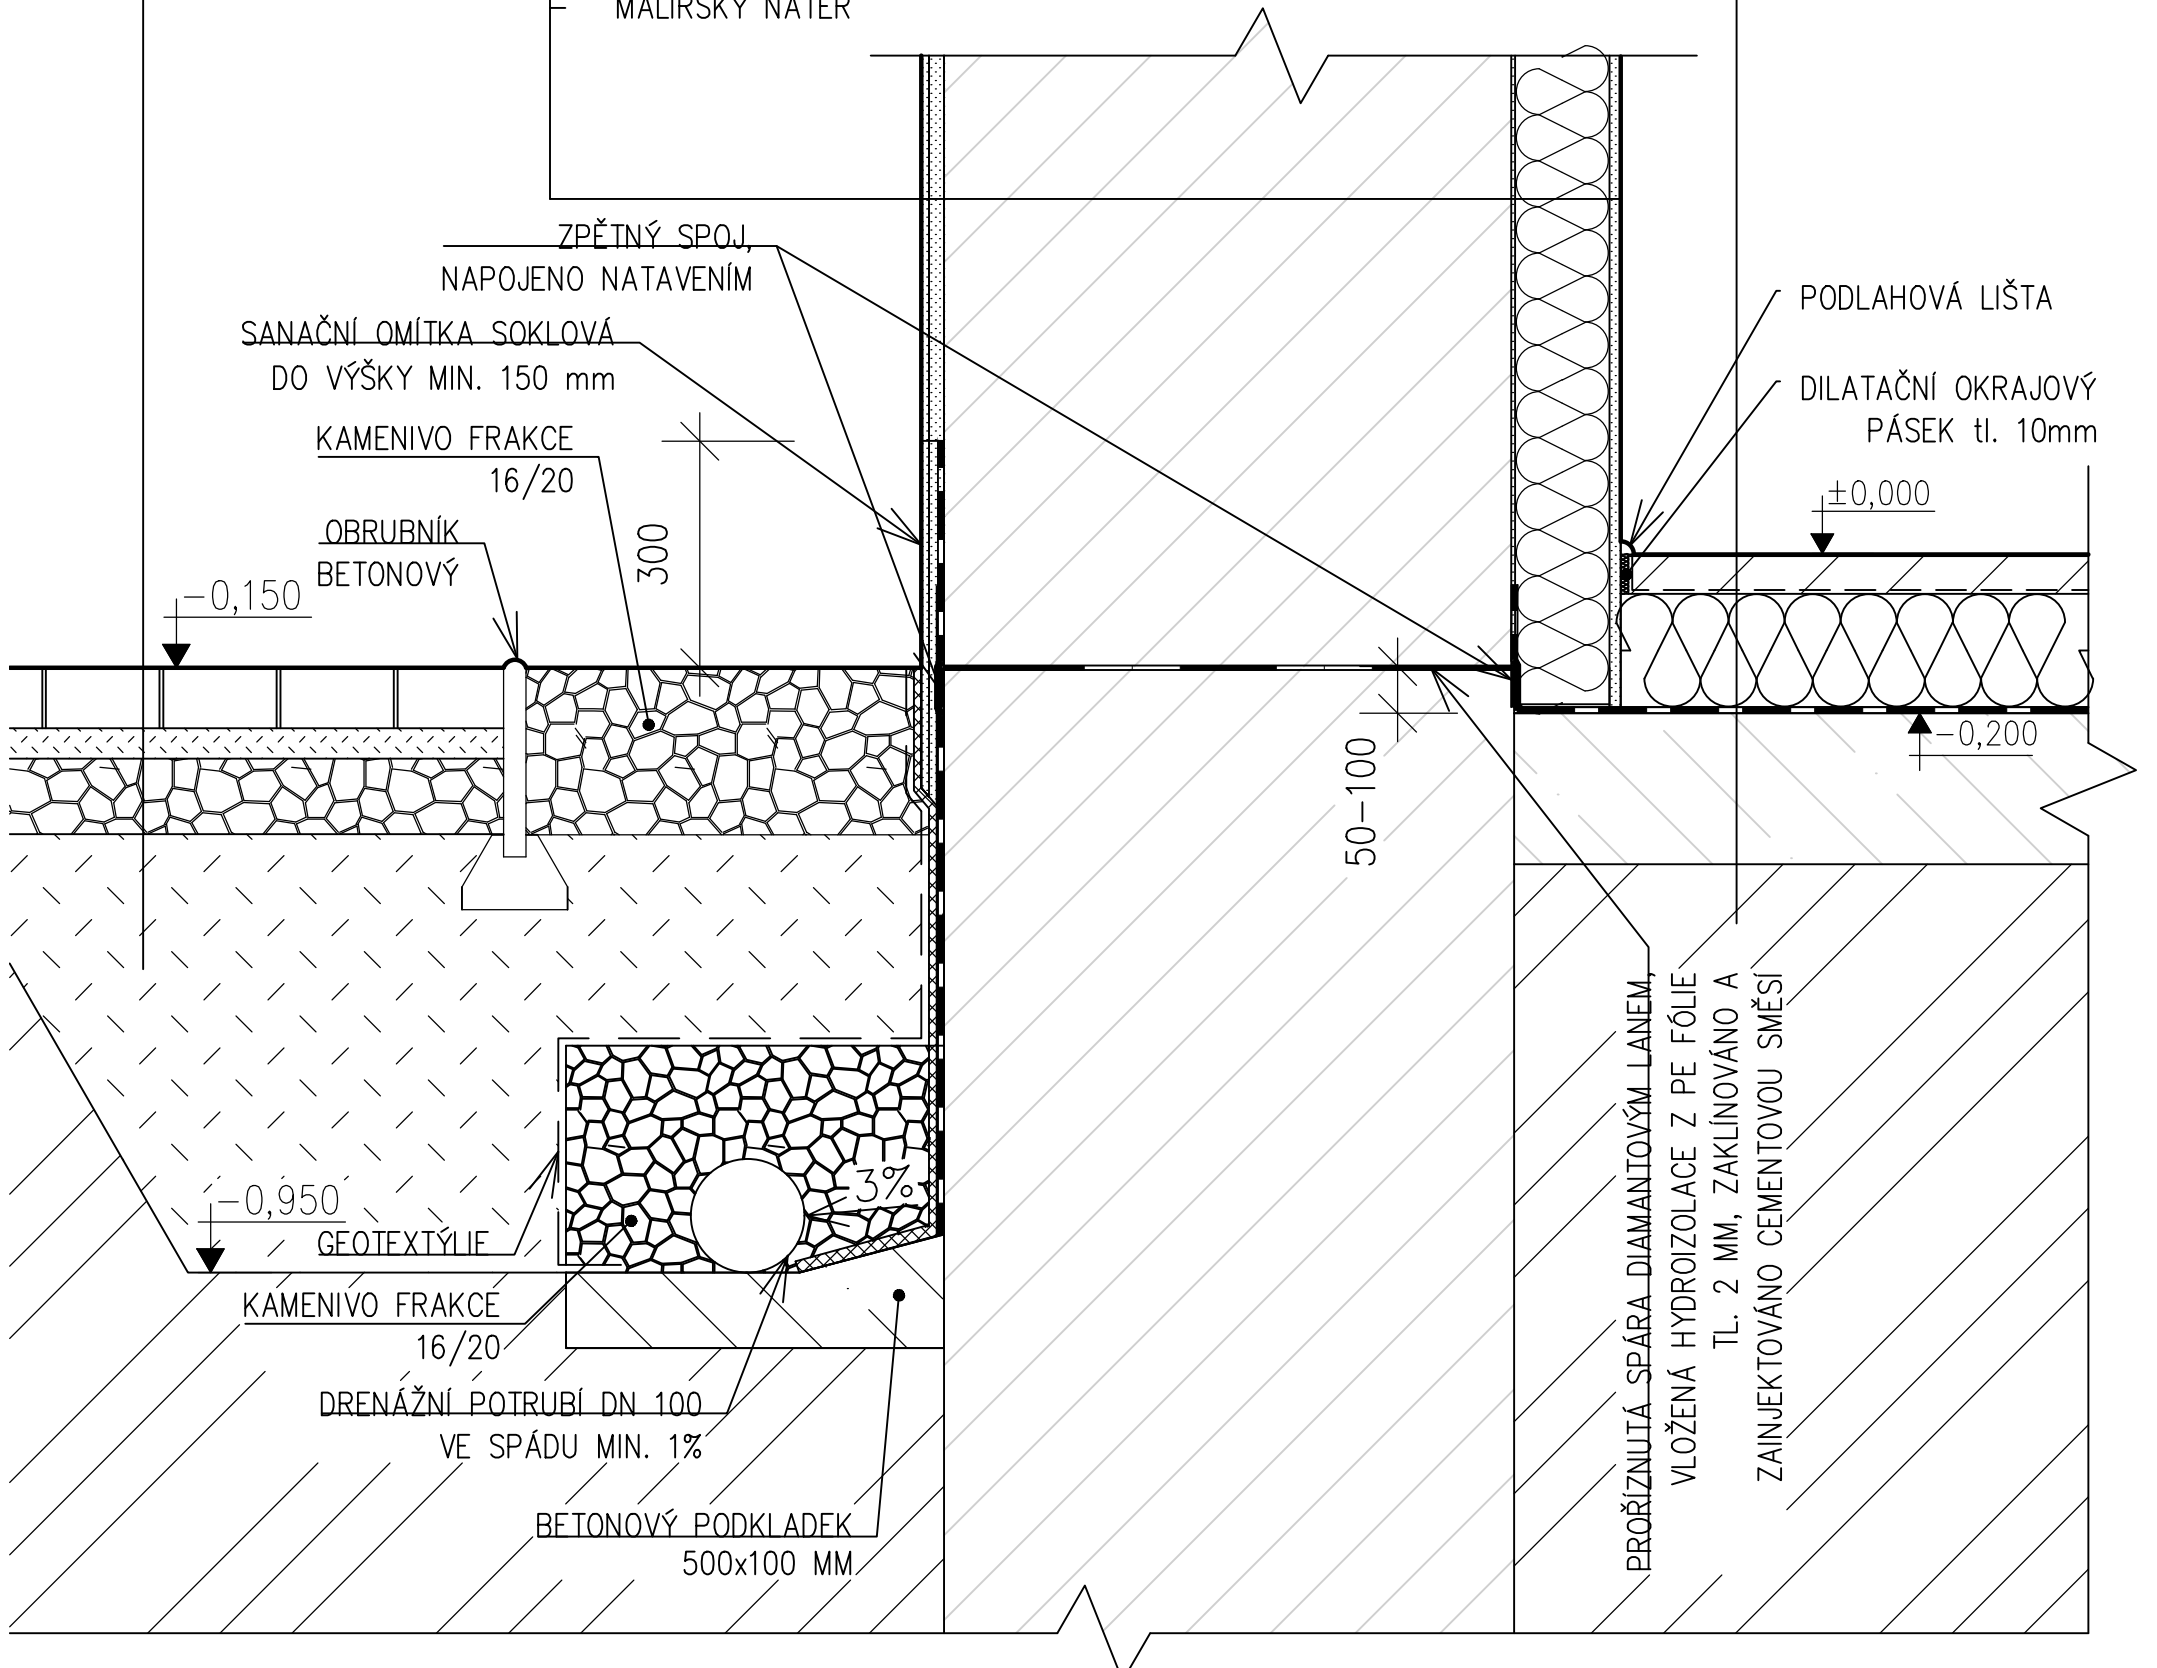 MALÍŘSKÝ NÁTĚR
ZPĚTNÝ SPOJ,
NAPOJENO NATAVENÍM
SANAČNÍ OMÍTKA SOKLOVÁ
DO VÝŠKY MIN. 150 mm
KAMENIVO FRAKCE
16/20
OBRUBNÍK
BETONOVÝ
300
-0,150
PODLAHOVÁ LIŠTA
DILATAČNÍ OKRAJOVÝ
PÁSEK tl. 10mm
±0,000
-0,200
50-100
3%
-0,950
GEOTEXTÝLIE
KAMENIVO FRAKCE
16/20
DRENÁŽNÍ POTRUBÍ DN 100
VE SPÁDU MIN. 1%
BETONOVÝ PODKLADEK
500x100 MM
PROŘÍZNUTÁ SPÁRA DIAMANTOVÝM LANEM,
VLOŽENÁ HYDROIZOLACE Z PE FÓLIE
TL. 2 MM, ZAKLÍNOVÁNO A
ZAINJEKTOVÁNO CEMENTOVOU SMĚSÍ